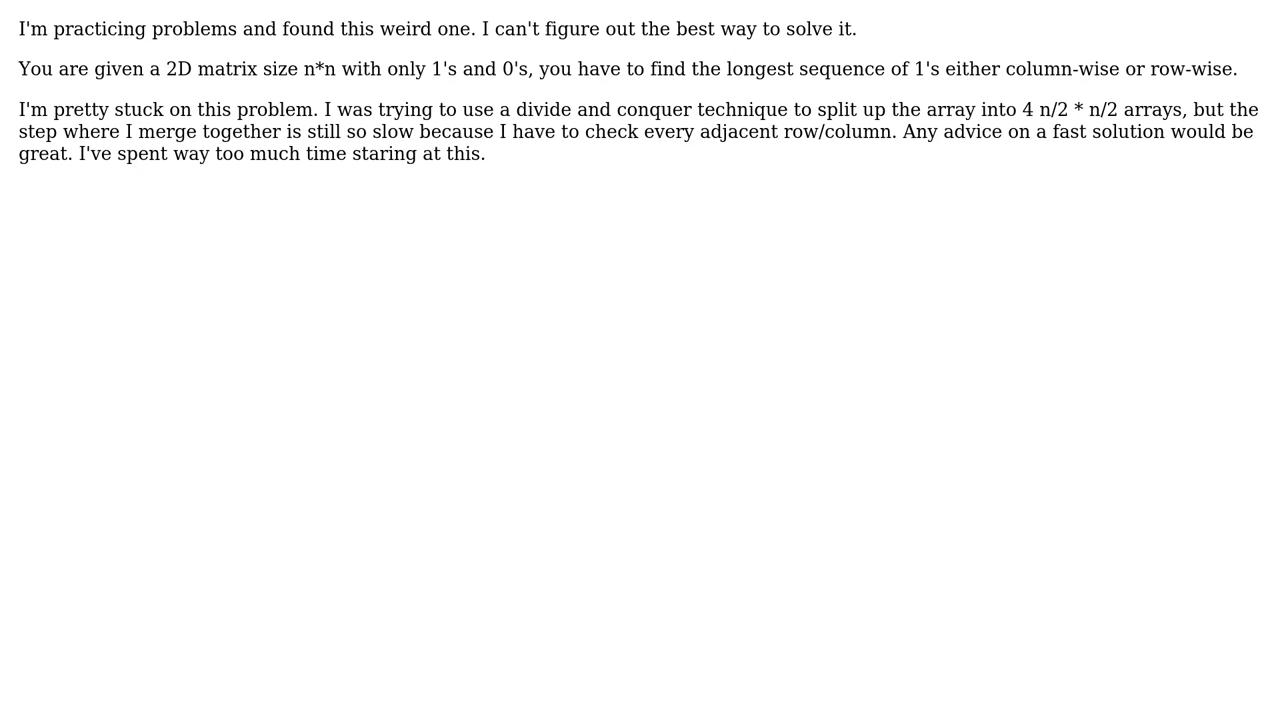 I'm practicing problems and found this weird one. I can't figure out the best way to solve it.
You are given a 2D matrix size n*n with only 1's and 0's, you have to find the longest sequence of 1's either column-wise or row-wise.
I'm pretty stuck on this problem. I was trying to use a divide and conquer technique to split up the array into 4 n/2 * n/2 arrays, but the
step where I merge together is still so slow because I have to check every adjacent row/column. Any advice on a fast solution would be
great. I've spent way too much time staring at this.